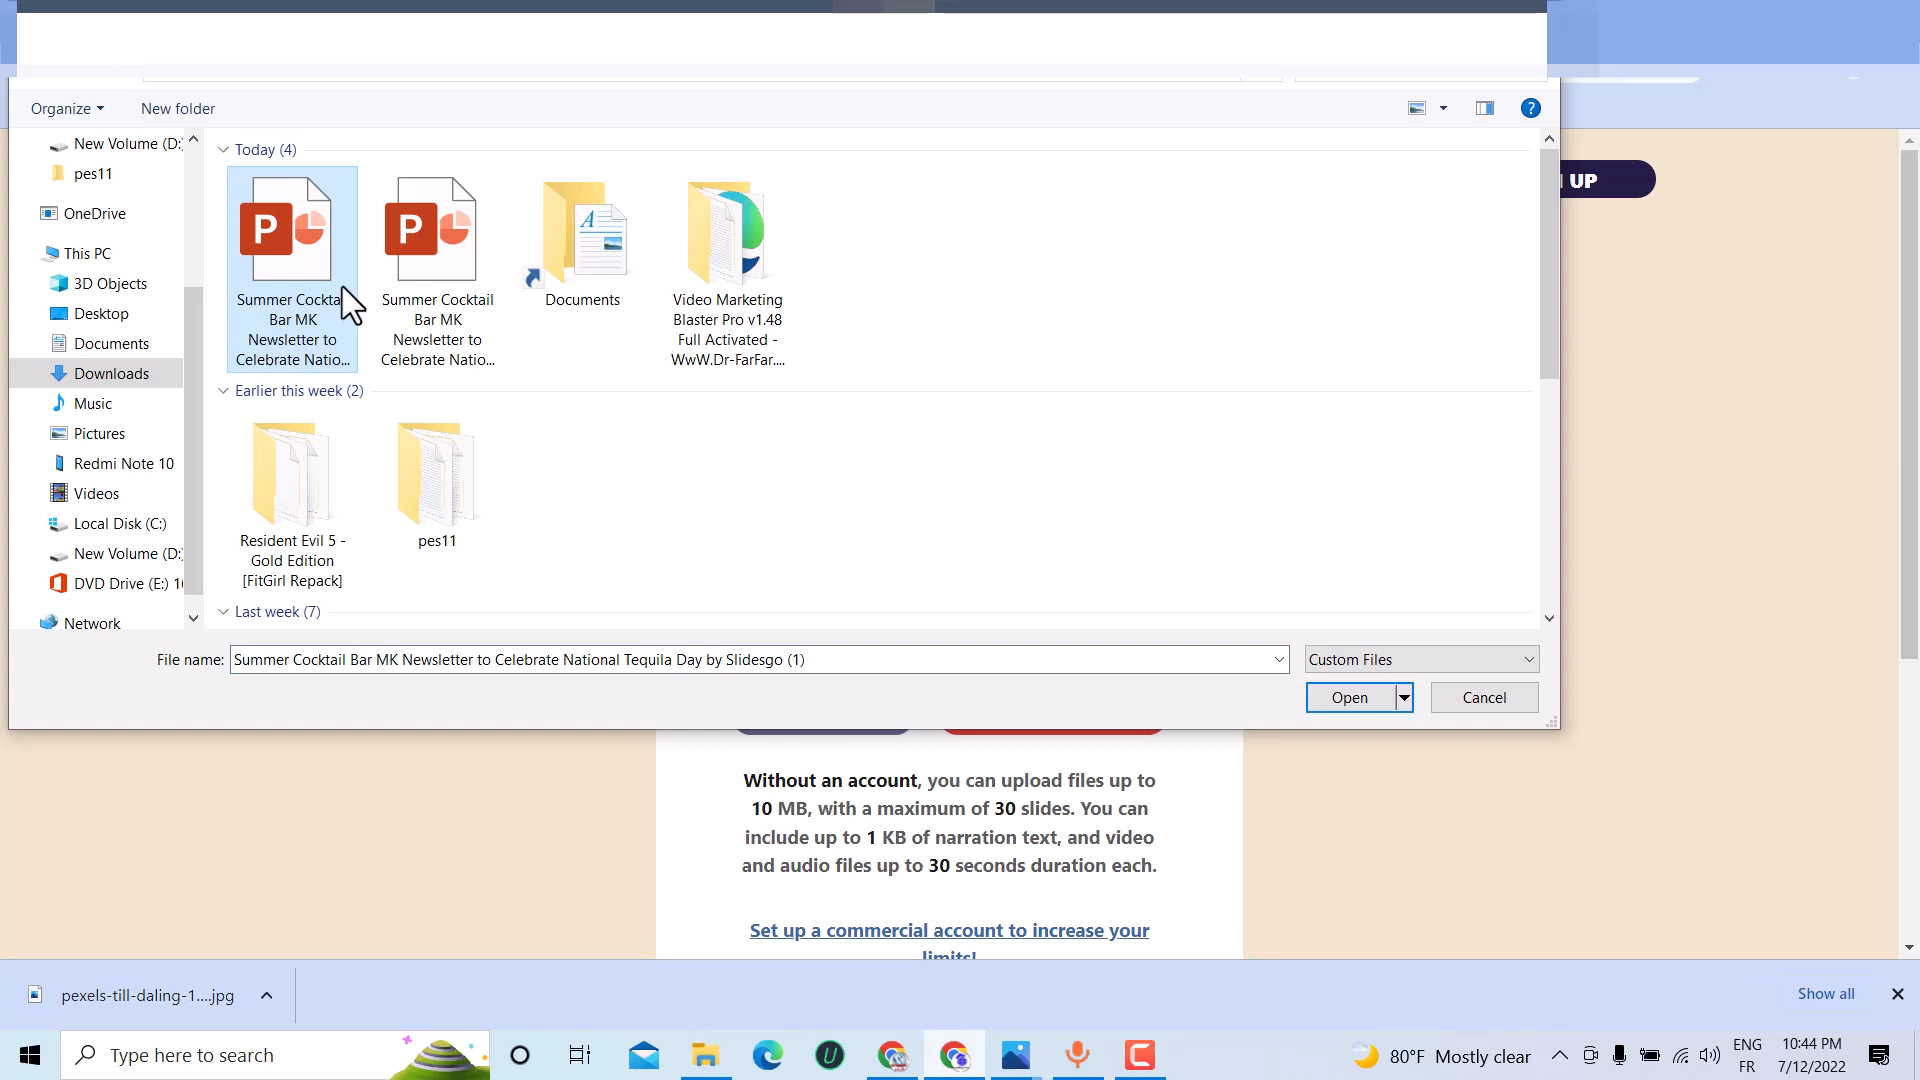 Organize
New folder
New Volume (D:)
pes11
OneDrive
This PC
3D Objects
Desktop
Documents
Downloads
Music
Pictures
Redmi Note 10
Videos
Local Disk (C:)
New Volume (D:)
DVD Drive (E:) 1
Network
Today (4)
Summer Cockta
Bar MK
Newsletter to
Celebrate Natio...
Summer Cocktail
Bar MK
Newsletter to
Celebrate Natio...
Documents
Video Marketing
Blaster Pro v1.48
Full Activated -
WwW.Dr-FarFar....
Earlier this week (2)
Resident Evil 5 -
Gold Edition
[FitGirl Repack]
pes11
Last week (7)
File name: Summer Cocktail Bar MK Newsletter to Celebrate National Tequila Day by Slidesgo (1)
Custom Files
Open
Cancel
UP
Without an account, you can upload files up to
10 MB, with a maximum of 30 slides. You can
include up to 1 KB of narration text, and video
and audio files up to 30 seconds duration each.
Set up a commercial account to increase your
limits!
pexels-till-daling-1....jpg
Show all
Type here to search
80°F Mostly clear
ENG
FR
10:44 PM
7/12/2022